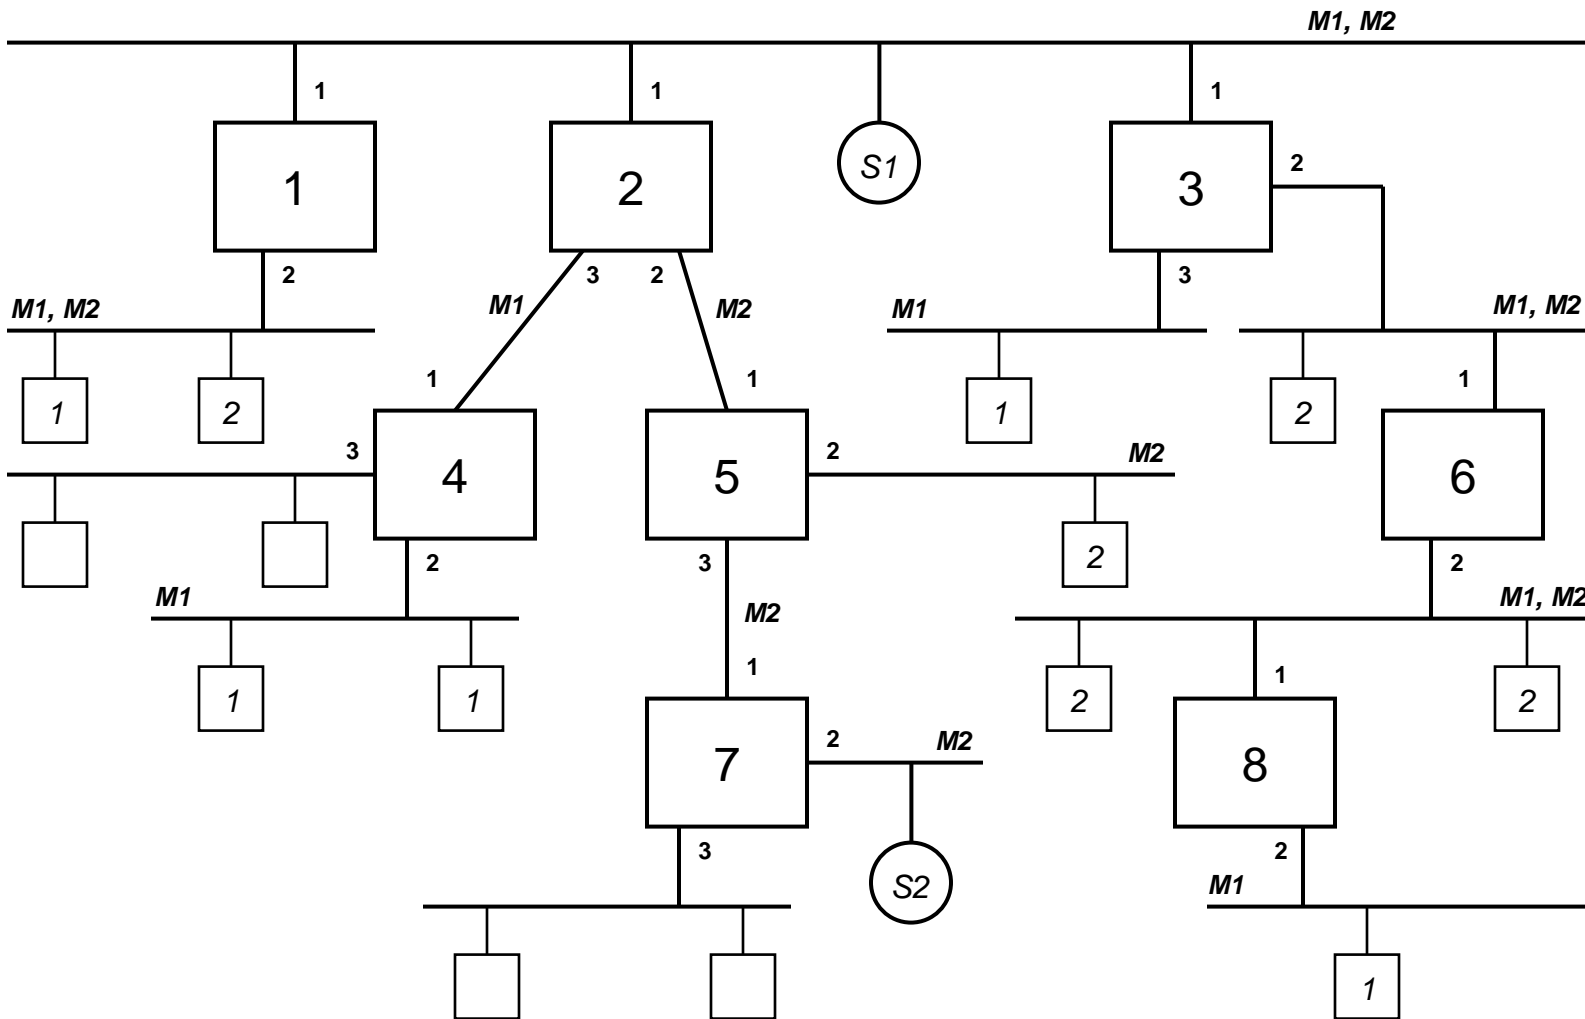 M1, M2
1 1 1
1 2 S1 3
2
2 3 2 3
M1, M2 M1 M2 M1 M1, M2
1 1 1
1 2 1 2
3 2 M2
4 5 6
2 3 2 2
M1 M2 M1, M2
1 1 1 1 2 2
7 2 M2 8
3 S2 2
M1
1